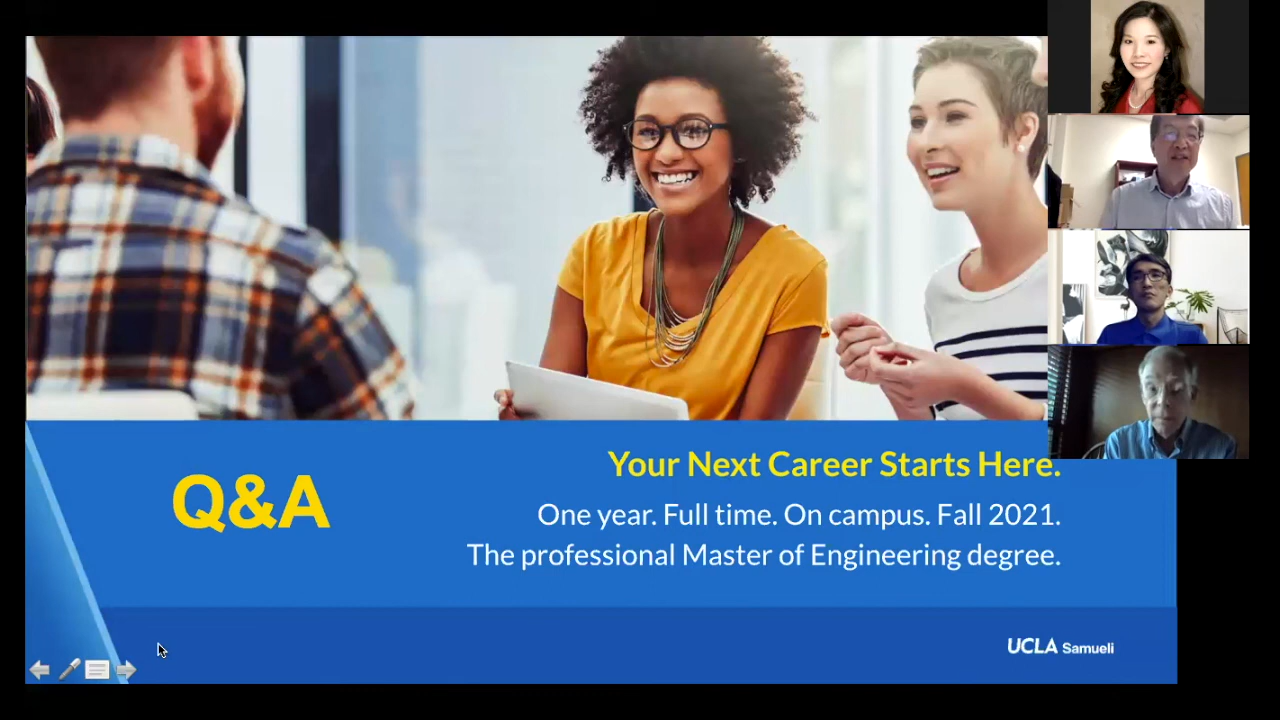 Q&A
Your Next Career Starts Here.
One year. Full time. On campus. Fall 2021.
The professional Master of Engineering degree.
UCLA Samueli